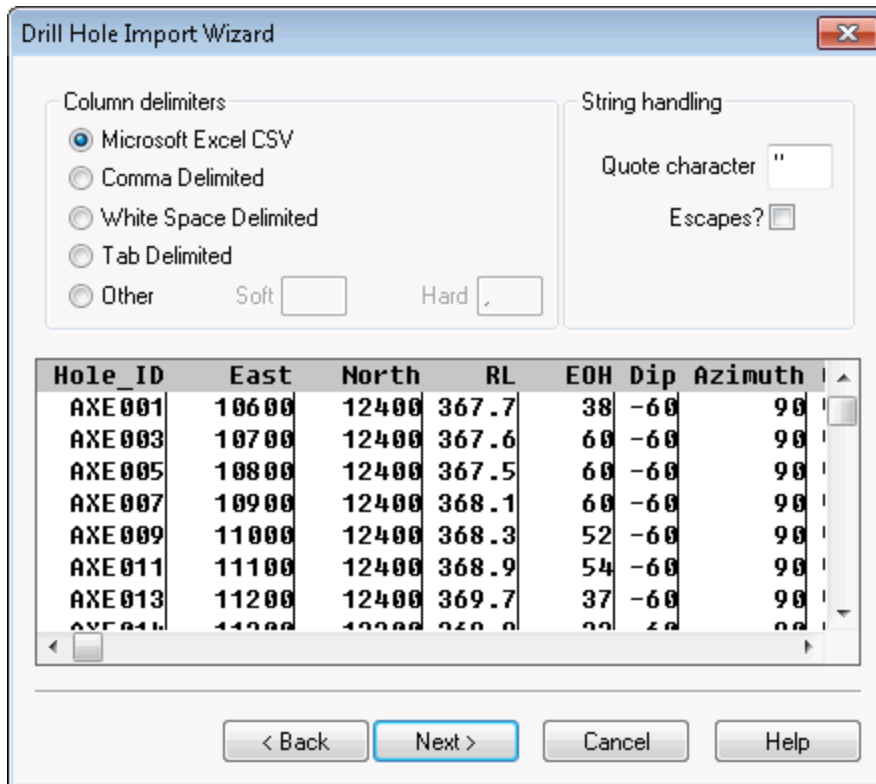 Drill Hole Import Wizard
Column delimiters
Microsoft Excel CSV
Comma Delimited
White Space Delimited
Tab Delimited
Other Soft Hard ,
String handling
Quote character "
Escapes?
Hole_ID East North RL EOH Dip Azimuth
AXE001 10600 12400 367.7 38 -60 90
AXE003 10700 12400 367.6 60 -60 90
AXE005 10800 12400 367.5 60 -60 90
AXE007 10900 12400 368.1 60 -60 90
AXE009 11000 12400 368.3 52 -60 90
AXE011 11100 12400 368.9 54 -60 90
AXE013 11200 12400 369.7 37 -60 90
< Back Next > Cancel Help